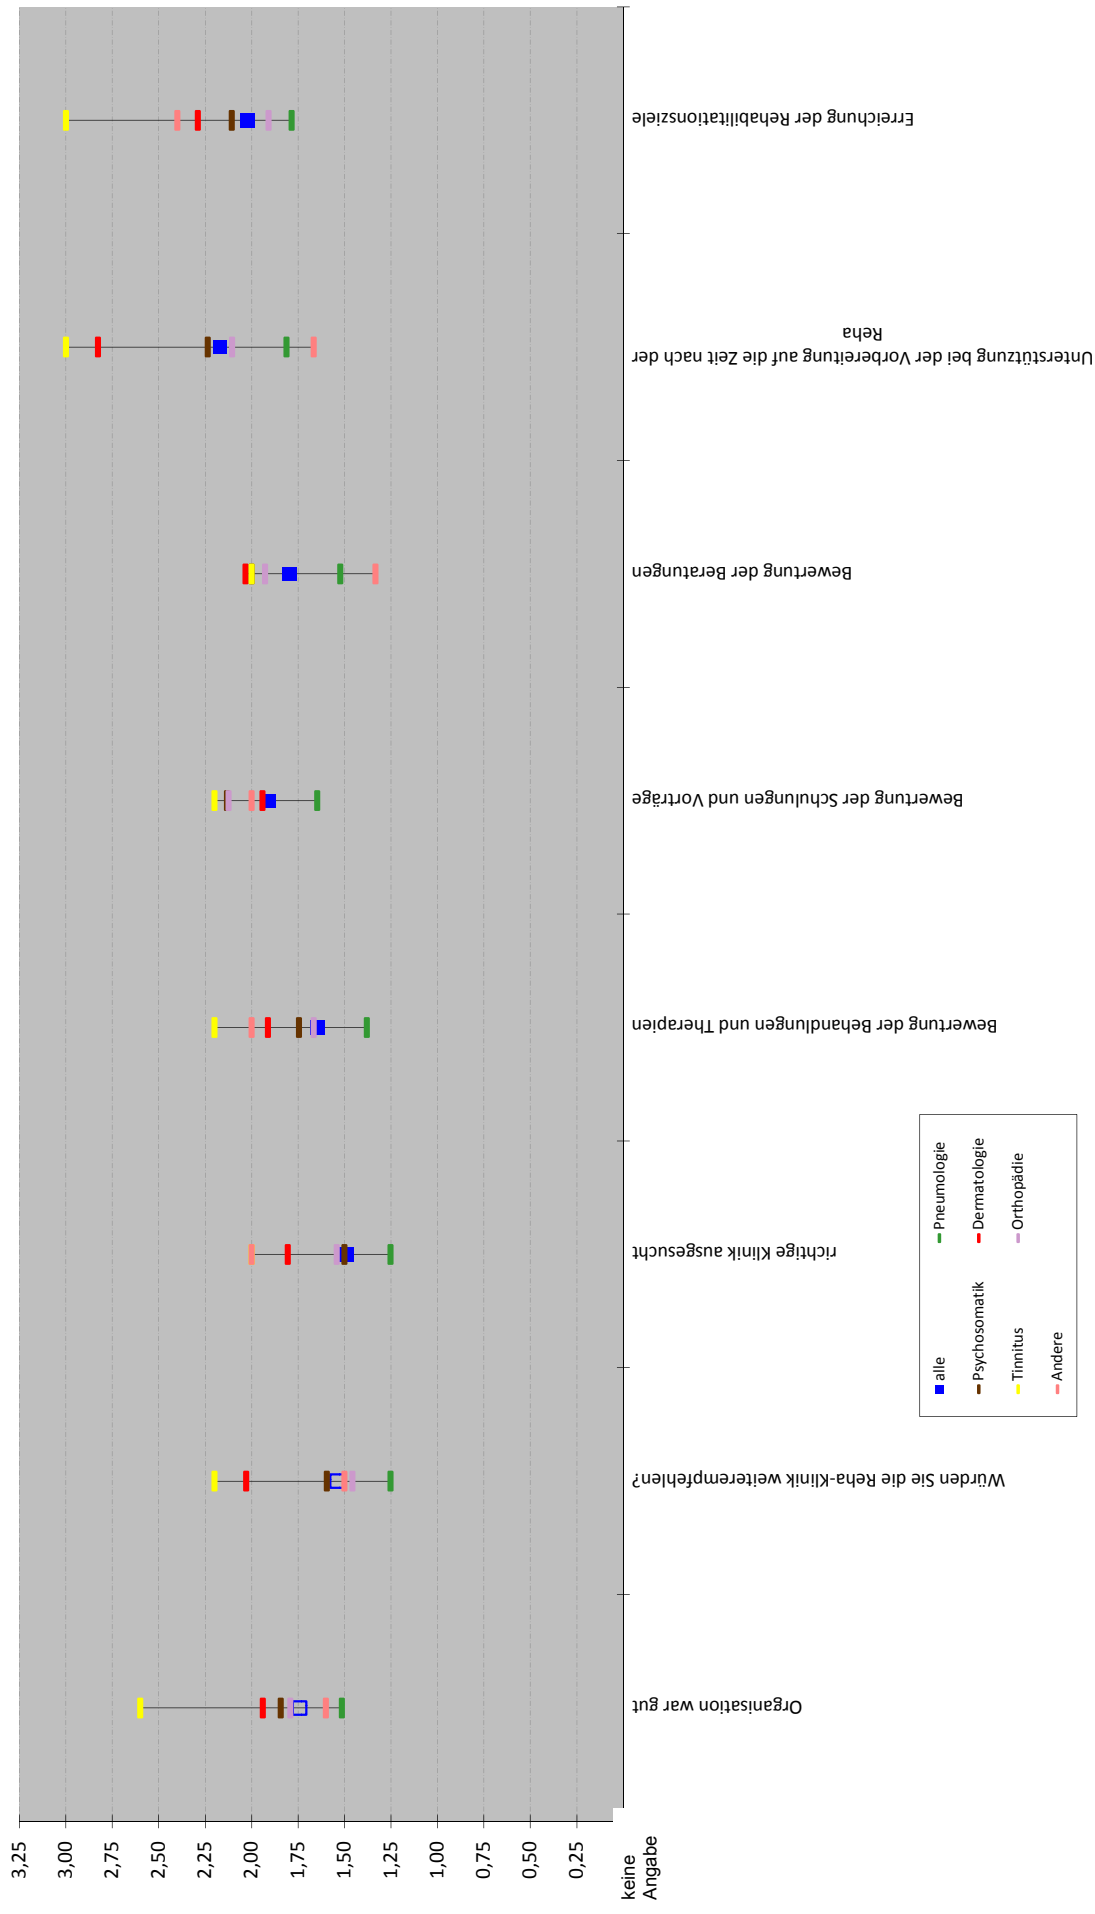 Erreichung der Rehabilitationsziele
Unterstützung bei der Vorbereitung auf die Zeit nach der
Reha
Bewertung der Beratungen
Bewertung der Schulungen und Vorträge
Bewertung der Behandlungen und Therapien
richtige Klinik ausgesucht
Würden Sie die Reha-Klinik weiterempfehlen?
Organisation war gut
alle
Pneumologie
Psychosomatik
Dermatologie
Tinnitus
Orthopädie
Andere
3,25
3,00
2,75
2,50
2,25
2,00
1,75
1,50
1,25
1,00
0,75
0,50
0,25
keine
Angabe